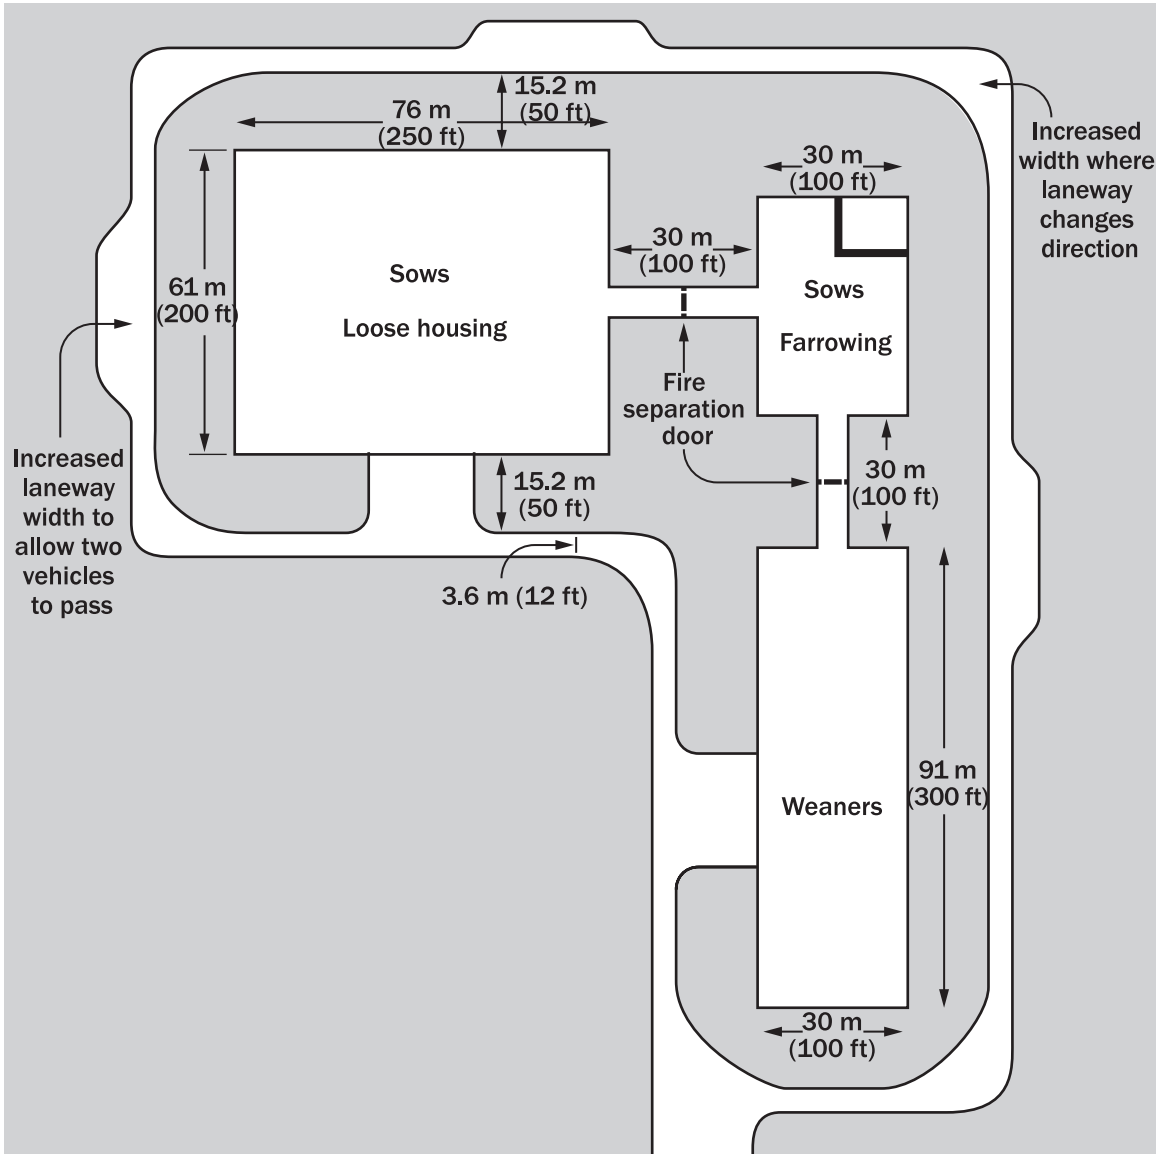 15.2 m
(50 ft)
76 m
(250 ft)
Increased
width where
laneway
changes
direction
30 m
(100 ft)
30 m
(100 ft)
Sows
Loose housing
61 m
(200 ft)
Sows
Farrowing
Fire
separation
door
Increased
laneway
width to
allow two
vehicles
to pass
15.2 m
(50 ft)
30 m
(100 ft)
3.6 m (12 ft)
91 m
(300 ft)
Weaners
30 m
(100 ft)